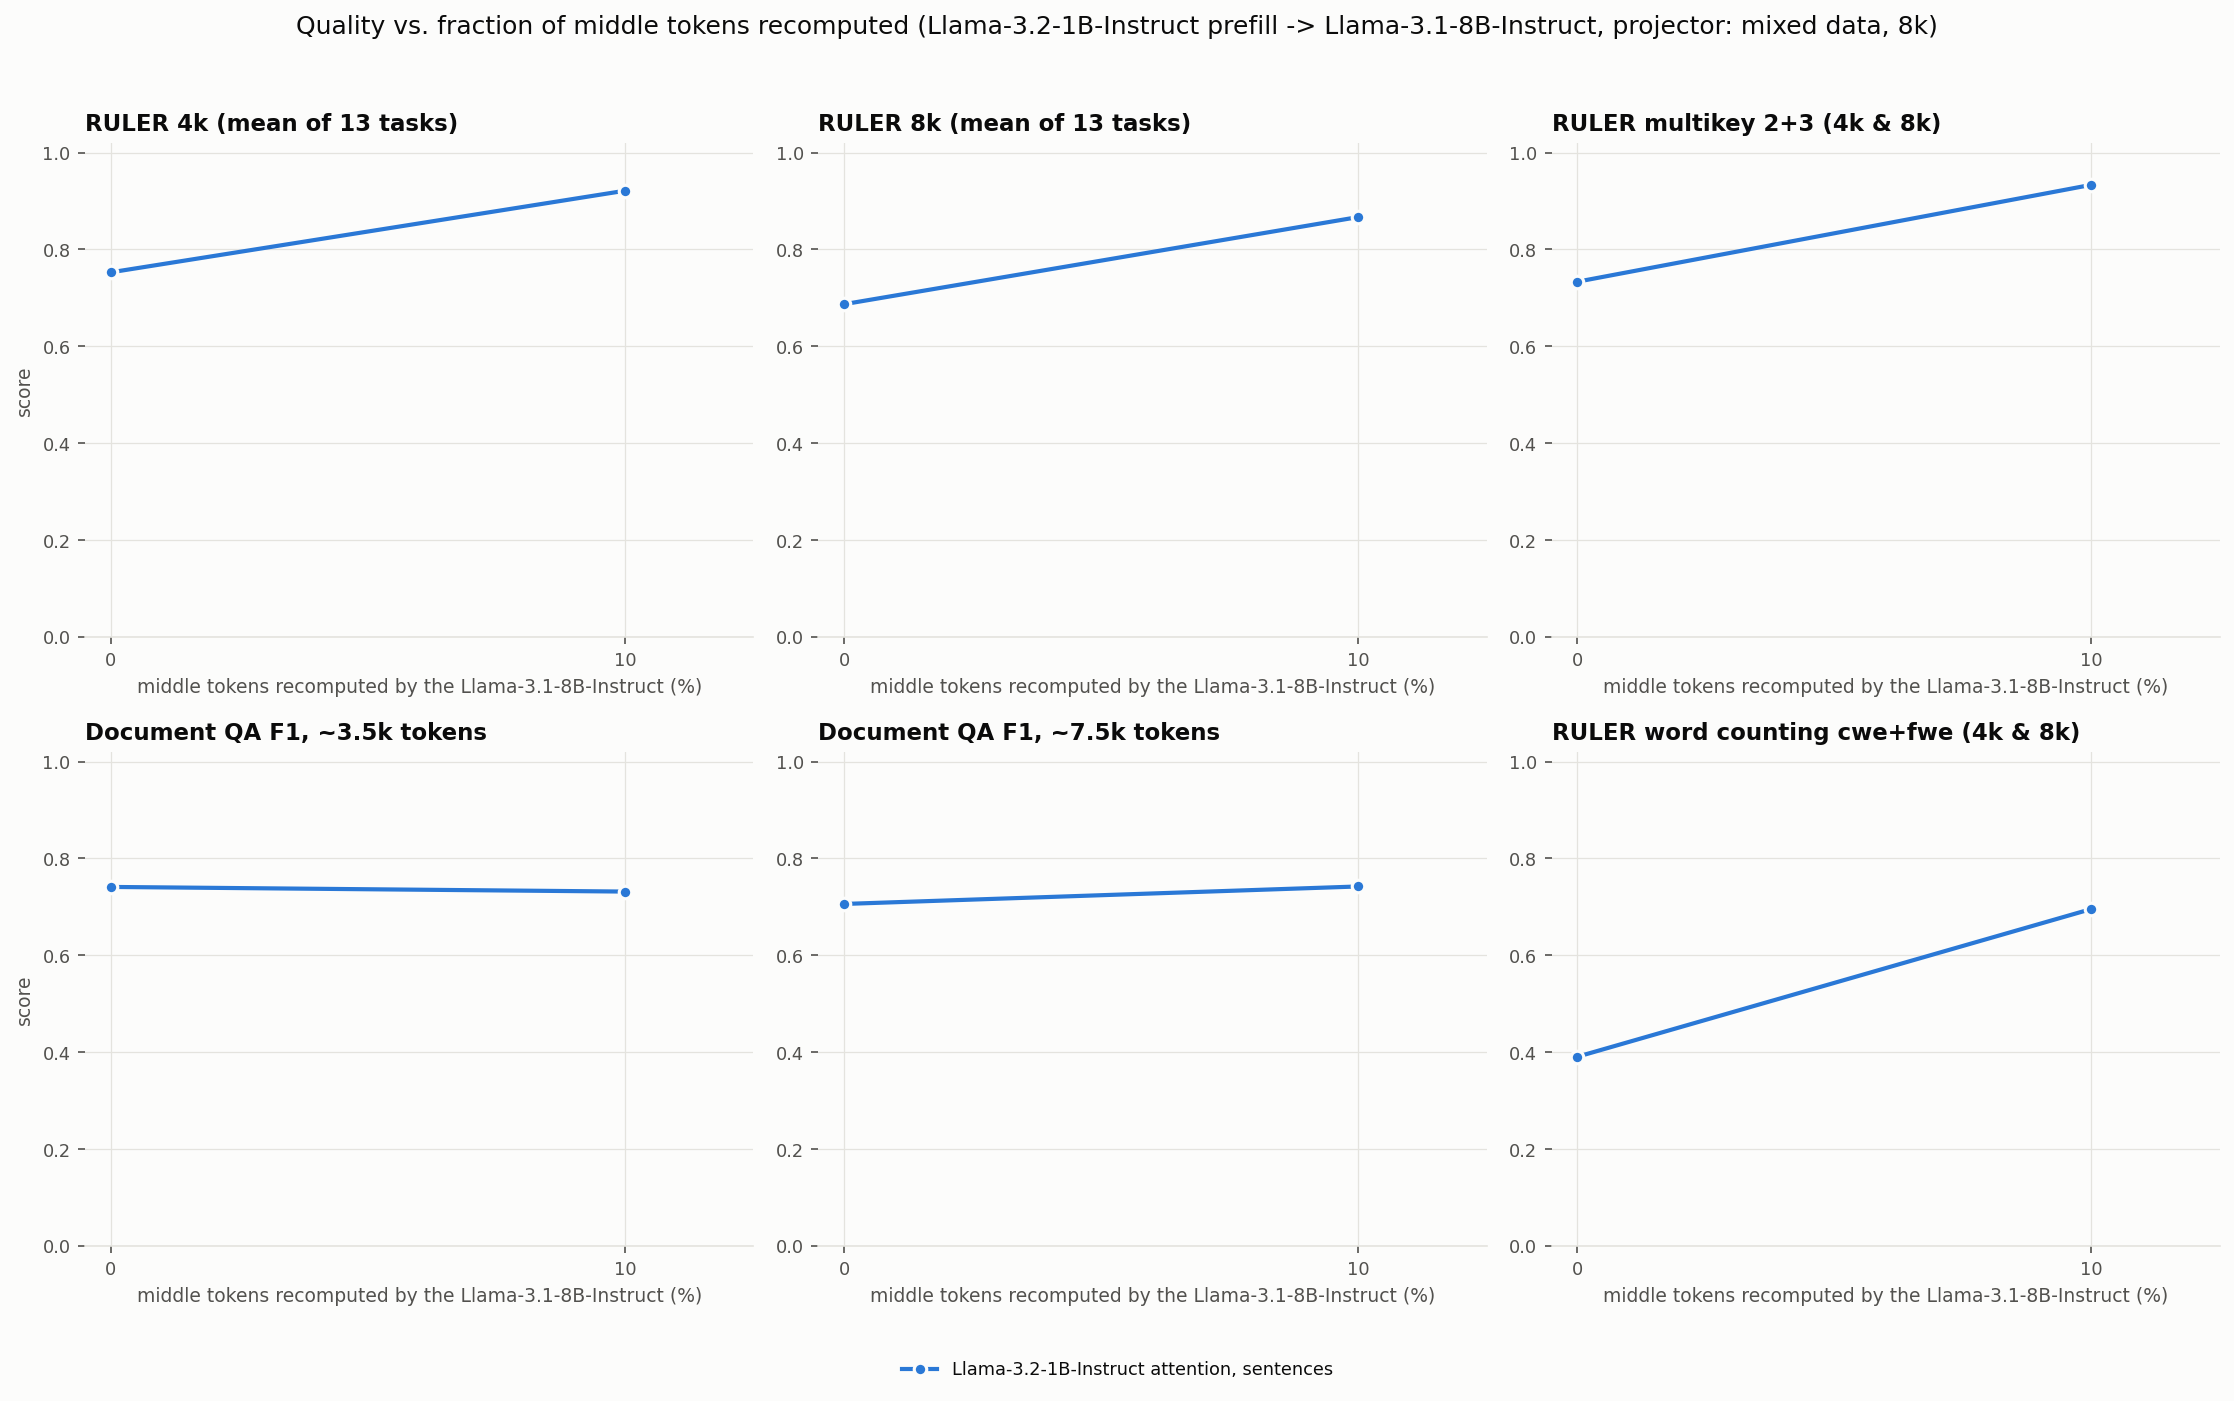 Quality vs. fraction of middle tokens recomputed (Llama-3.2-1B-Instruct prefill -> Llama-3.1-8B-Instruct, projector: mixed data, 8k)
RULER 4k (mean of 13 tasks)
1.0
0.8
0.6
0.4
0.2
0.0
score
0 10
middle tokens recomputed by the Llama-3.1-8B-Instruct (%)
RULER 8k (mean of 13 tasks)
1.0
0.8
0.6
0.4
0.2
0.0
0 10
middle tokens recomputed by the Llama-3.1-8B-Instruct (%)
RULER multikey 2+3 (4k & 8k)
1.0
0.8
0.6
0.4
0.2
0.0
0 10
middle tokens recomputed by the Llama-3.1-8B-Instruct (%)
Document QA F1, ~3.5k tokens
1.0
0.8
0.6
0.4
0.2
0.0
score
0 10
middle tokens recomputed by the Llama-3.1-8B-Instruct (%)
Document QA F1, ~7.5k tokens
1.0
0.8
0.6
0.4
0.2
0.0
0 10
middle tokens recomputed by the Llama-3.1-8B-Instruct (%)
RULER word counting cwe+fwe (4k & 8k)
1.0
0.8
0.6
0.4
0.2
0.0
0 10
middle tokens recomputed by the Llama-3.1-8B-Instruct (%)
Llama-3.2-1B-Instruct attention, sentences